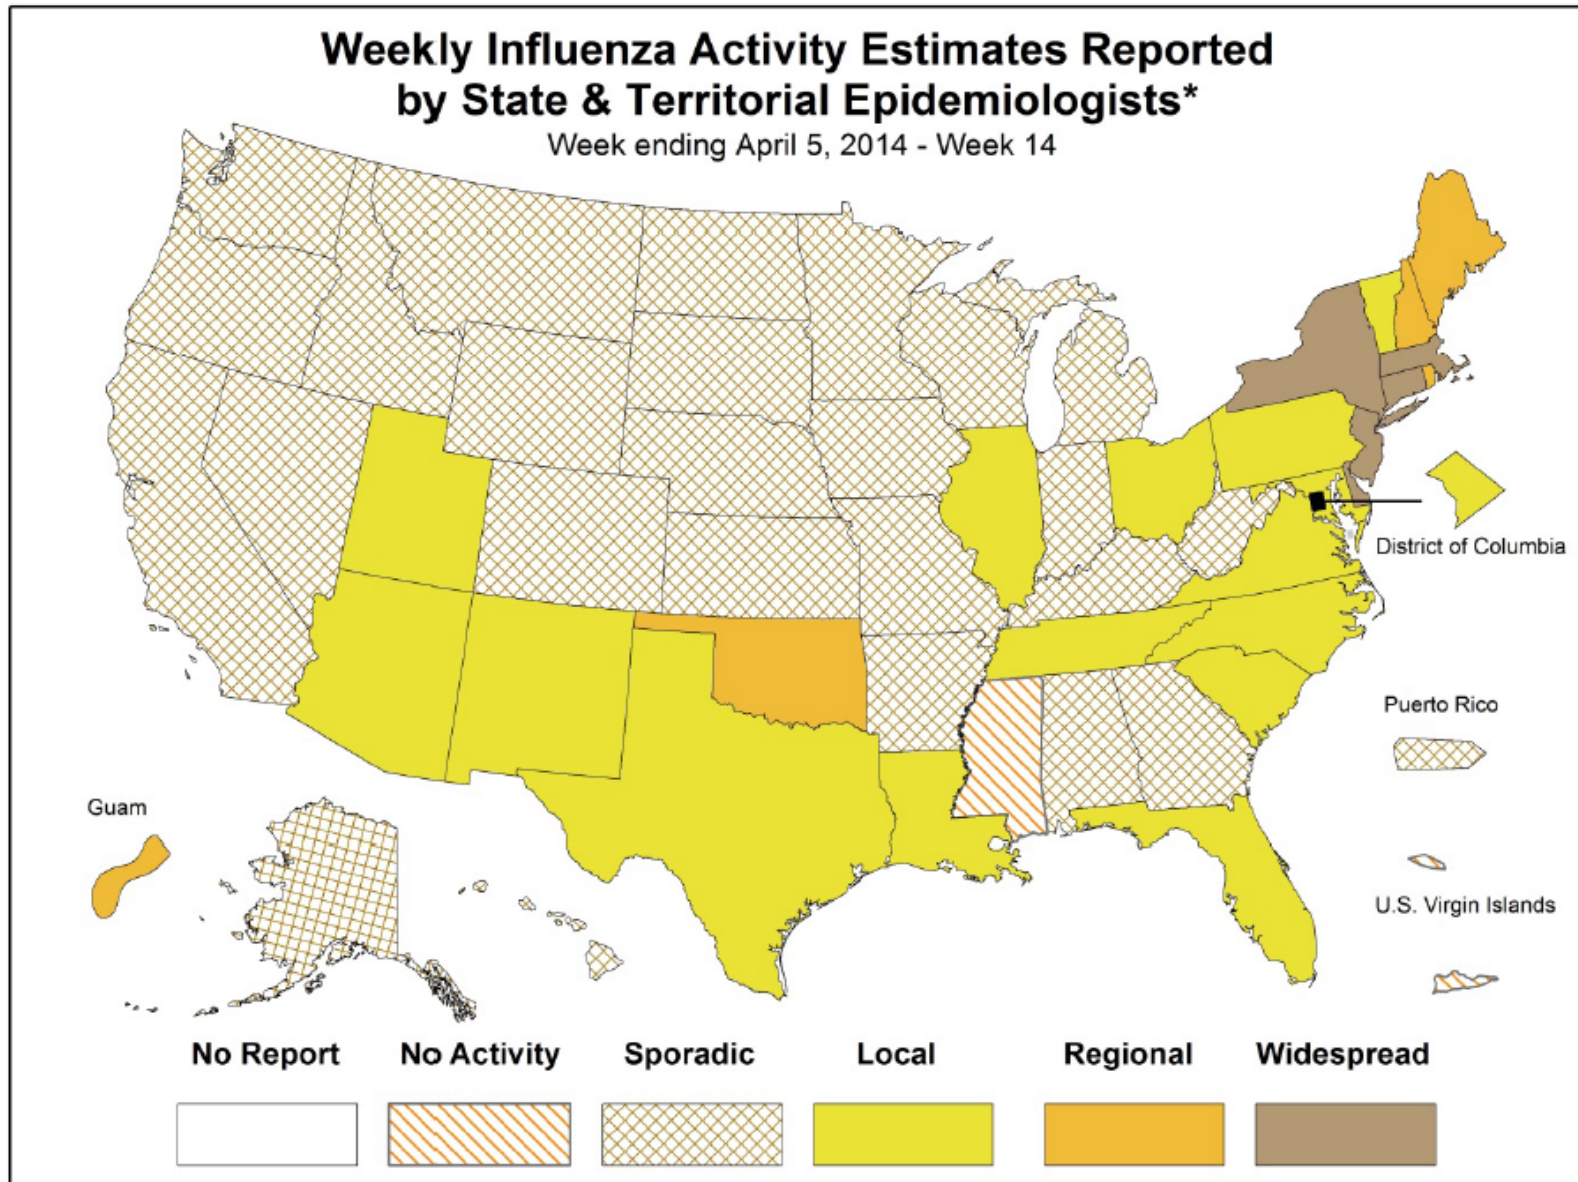 Weekly Influenza Activity Estimates Reported
by State & Territorial Epidemiologists*
Week ending April 5, 2014 - Week 14
District of Columbia
Puerto Rico
Guam
U.S. Virgin Islands
No Report
No Activity
Sporadic
Local
Regional
Widespread